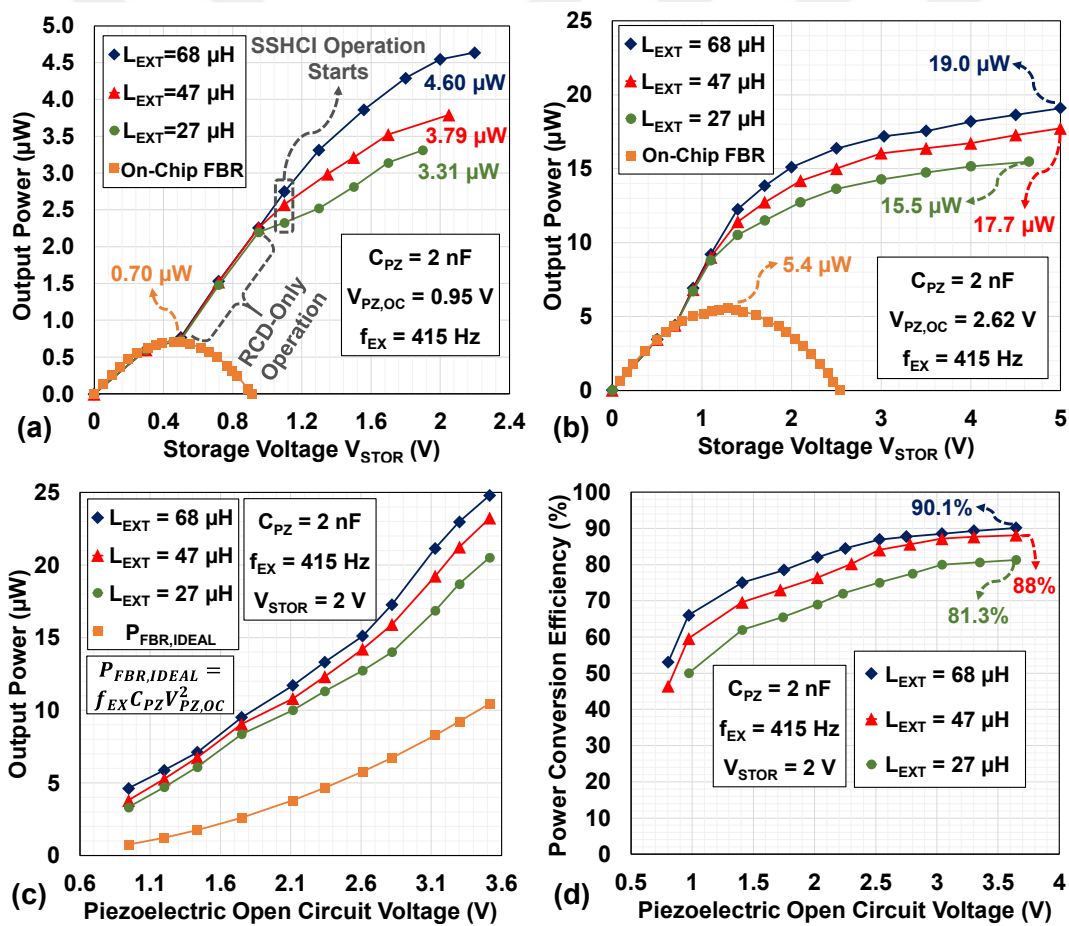 5.0
4.5
4.0
3.5
3.0
2.5
2.0
1.5
1.0
0.5
0.0
Output Power (µW)
L_EXT=68 µH
L_EXT=47 µH
L_EXT=27 µH
On-Chip FBR
SSHCI Operation
Starts
4.60 µW
3.79 µW
3.31 µW
0.70 µW
RCD-Only
Operation
C_PZ = 2 nF
V_PZ,OC = 0.95 V
f_EX = 415 Hz
0 0.4 0.8 1.2 1.6 2 2.4
(a)
Storage Voltage V_STOR (V)
25
20
15
10
5
0
Output Power (µW)
L_EXT = 68 µH
L_EXT = 47 µH
L_EXT = 27 µH
On-Chip FBR
19.0 µW
15.5 µW
17.7 µW
5.4 µW
C_PZ = 2 nF
V_PZ,OC = 2.62 V
f_EX = 415 Hz
0 1 2 3 4 5
(b)
Storage Voltage V_STOR (V)
25
20
15
10
5
0
Output Power (µW)
L_EXT = 68 µH
L_EXT = 47 µH
L_EXT = 27 µH
P_FBR,IDEAL
P_FBR,IDEAL =
f_EX C_PZ V²_PZ,OC
C_PZ = 2 nF
f_EX = 415 Hz
V_STOR = 2 V
0.6 1.1 1.6 2.1 2.6 3.1 3.6
(c)
Piezoelectric Open Circuit Voltage (V)
100
90
80
70
60
50
40
30
20
10
0
Power Conversion Efficiency (%)
90.1%
88%
81.3%
C_PZ = 2 nF
f_EX = 415 Hz
V_STOR = 2 V
L_EXT = 68 µH
L_EXT = 47 µH
L_EXT = 27 µH
0.5 1 1.5 2 2.5 3 3.5 4
(d)
Piezoelectric Open Circuit Voltage (V)